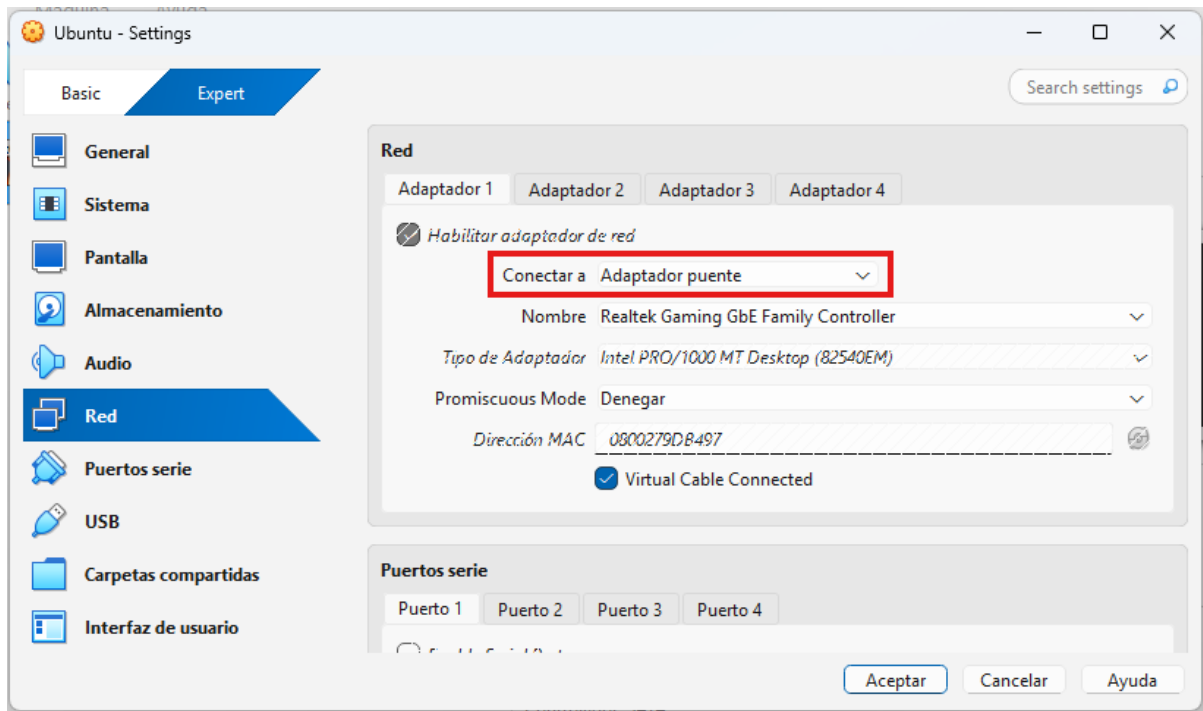 Ubuntu - Settings
Basic
Expert
Search settings
General
Sistema
Pantalla
Almacenamiento
Audio
Red
Puertos serie
USB
Carpetas compartidas
Interfaz de usuario
Red
Adaptador 1 Adaptador 2 Adaptador 3 Adaptador 4
Habilitar adaptador de red
Conectar a Adaptador puente
Nombre Realtek Gaming GbE Family Controller
Tipo de Adaptador Intel PRO/1000 MT Desktop (82540EM)
Promiscuous Mode Denegar
Dirección MAC 0800279DB497
Virtual Cable Connected
Puertos serie
Puerto 1 Puerto 2 Puerto 3 Puerto 4
Aceptar Cancelar Ayuda